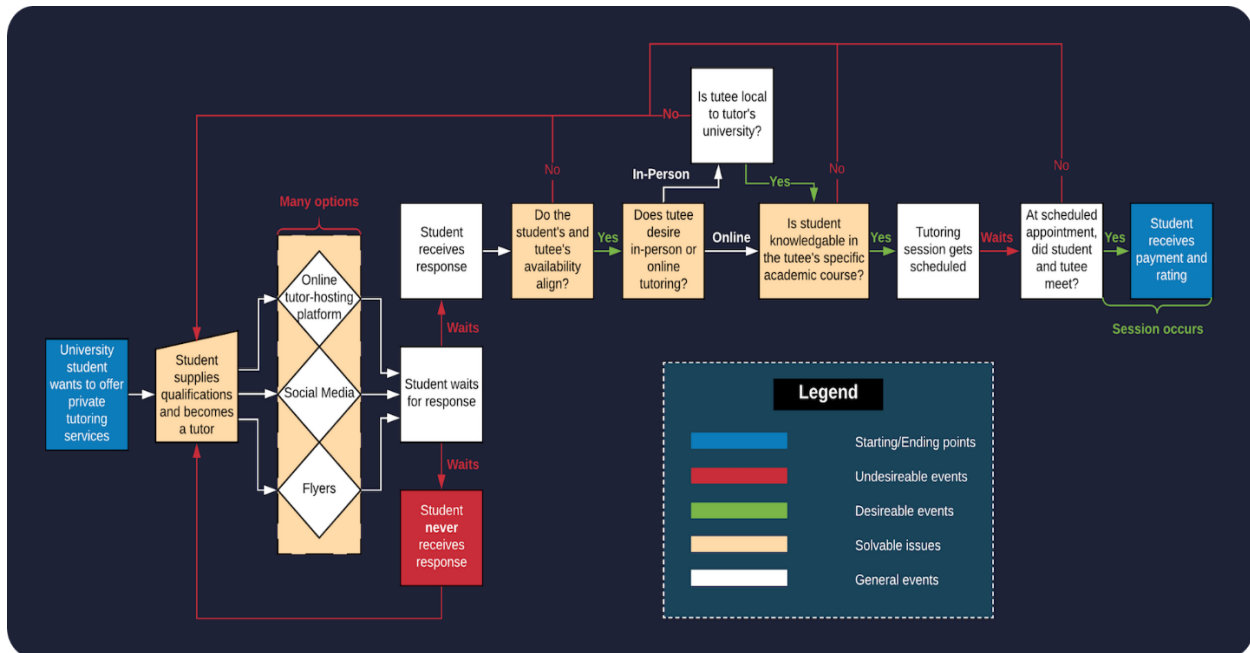 University
student
wants to offer
private
tutoring
services
Student
supplies
qualifications
and becomes
a tutor
Many options
Online
tutor-hosting
platform
Social Media
Flyers
Student
receives
response
Waits
Student waits
for response
Waits
Student
never
receives
response
Do the
student's and
tutee's
availability
align?
No
Yes
Does tutee
desire
in-person or
online
tutoring?
In-Person
Is tutee local
to tutor's
university?
No
Yes
Online
Is student
knowledgable in
the tutee's specific
academic course?
No
Yes
Tutoring
session gets
scheduled
Waits
At scheduled
appointment,
did student
and tutee
meet?
No
Yes
Student
receives
payment and
rating
Session occurs
Legend
Starting/Ending points
Undesireable events
Desireable events
Solvable issues
General events